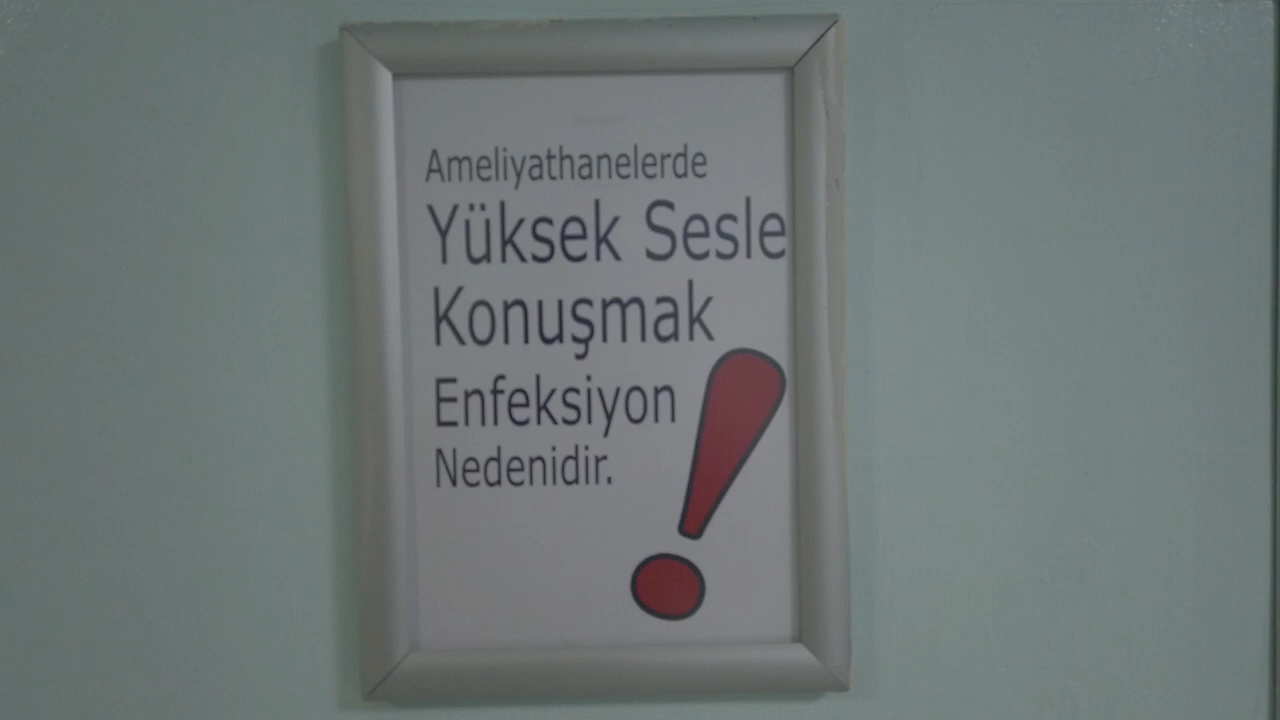 Ameliyathanelerde
Yüksek Sesle
Konuşmak
Enfeksiyon
Nedenidir.